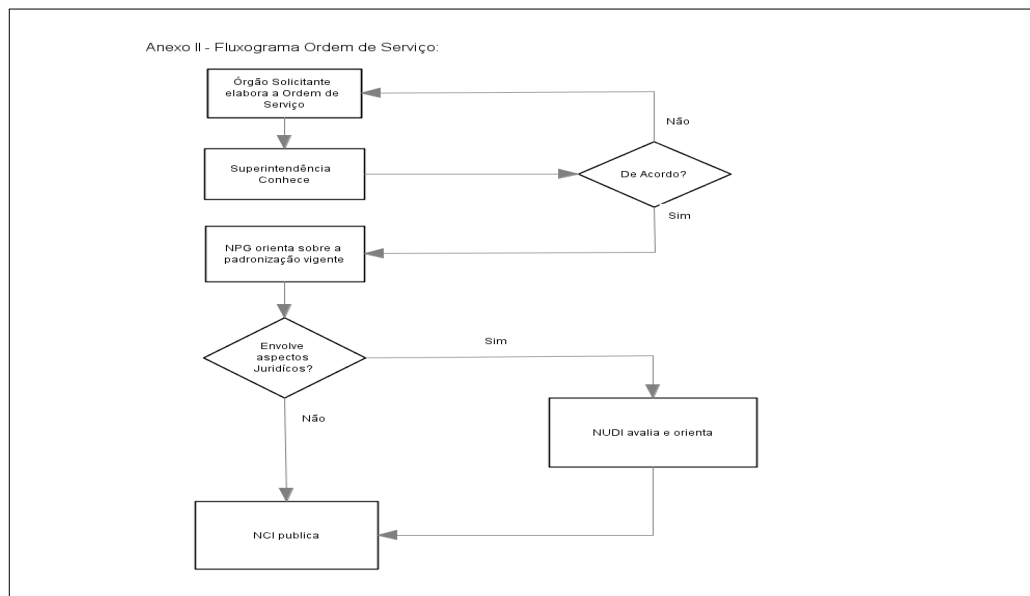 Anexo II - Fluxograma Ordem de Serviço:
Órgão Solicitante
elabora a Ordem de
Serviço
Não
Superintendência
Conhece
De Acordo?
Sim
NPG orienta sobre a
padronização vigente
Envolve
aspectos
Juridícos?
Sim
Não
NUDI avalia e orienta
NCI publica